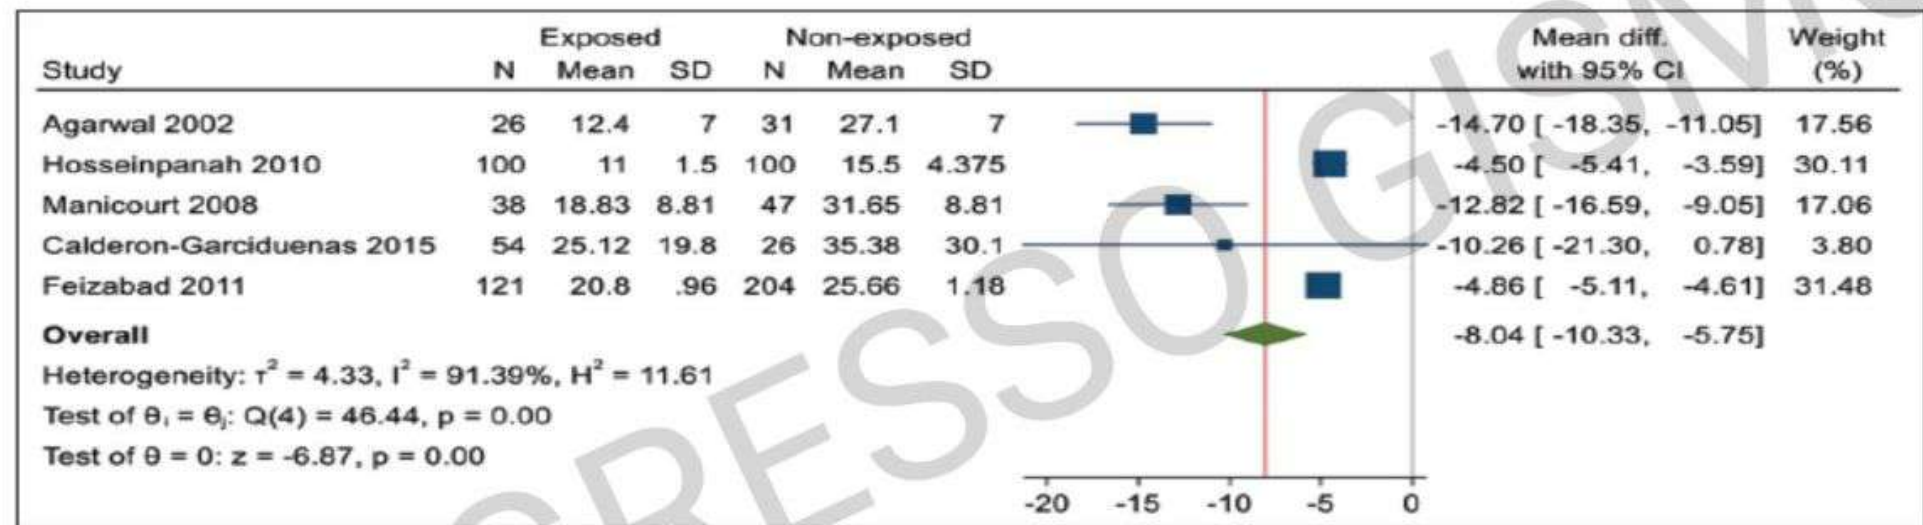 Exposed Non-exposed Mean diff. Weight
Study N Mean SD N Mean SD with 95% CI (%)
Agarwal 2002 26 12.4 7 31 27.1 7 -14.70 [ -18.35, -11.05] 17.56
Hosseinpanah 2010 100 11 1.5 100 15.5 4.375 -4.50 [ -5.41, -3.59] 30.11
Manicourt 2008 38 18.83 8.81 47 31.65 8.81 -12.82 [ -16.59, -9.05] 17.06
Calderon-Garciduenas 2015 54 25.12 19.8 26 35.38 30.1 -10.26 [ -21.30, 0.78] 3.80
Feizabad 2011 121 20.8 .96 204 25.66 1.18 -4.86 [ -5.11, -4.61] 31.48
Overall -8.04 [ -10.33, -5.75]
Heterogeneity: τ² = 4.33, I² = 91.39%, H² = 11.61
Test of θᵢ = θⱼ: Q(4) = 46.44, p = 0.00
Test of θ = 0: z = -6.87, p = 0.00
-20 -15 -10 -5 0